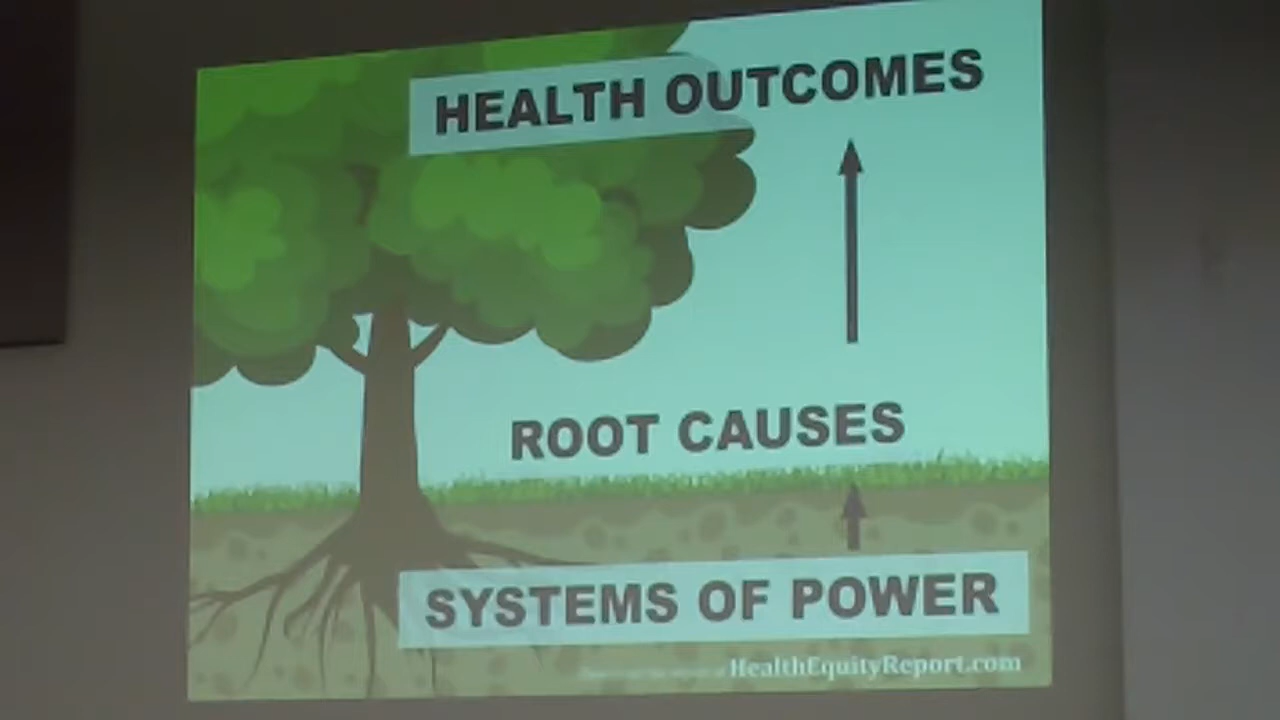 HEALTH OUTCOMES
ROOT CAUSES
SYSTEMS OF POWER
HealthEquityReport.com